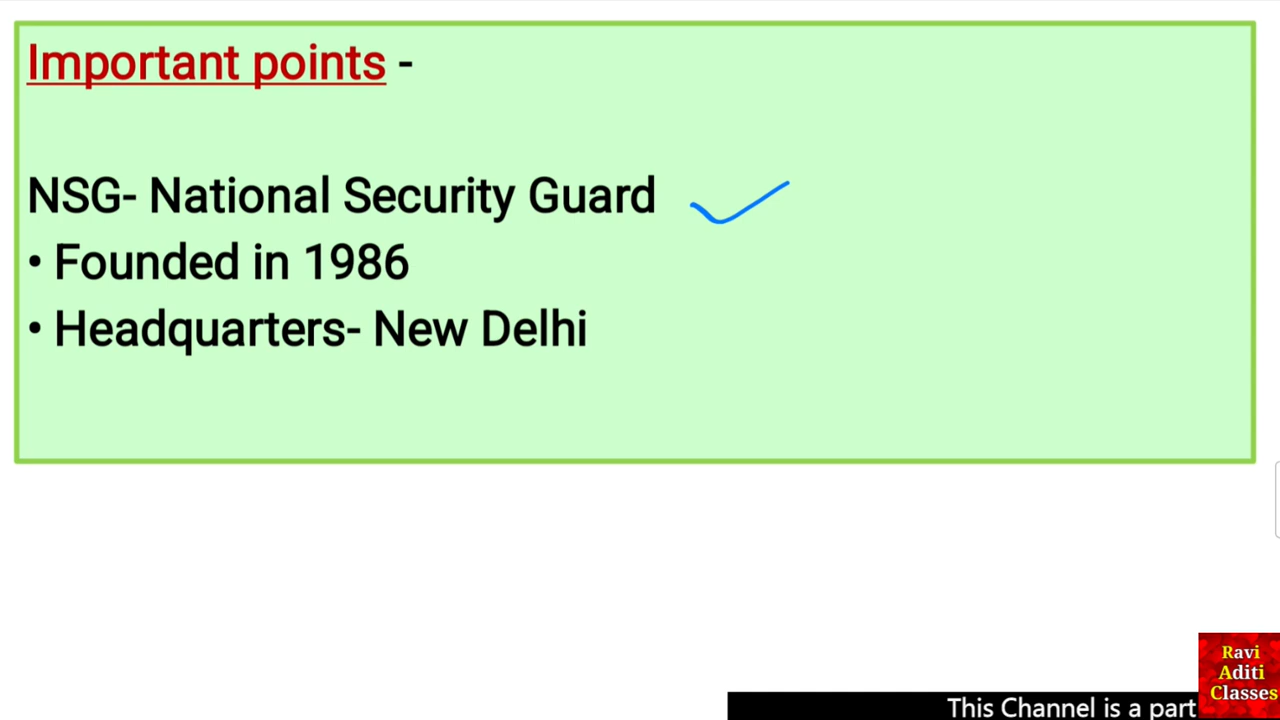 Important points -
NSG- National Security Guard
• Founded in 1986
• Headquarters- New Delhi
Ravi
Aditi
Classes
This Channel is a part